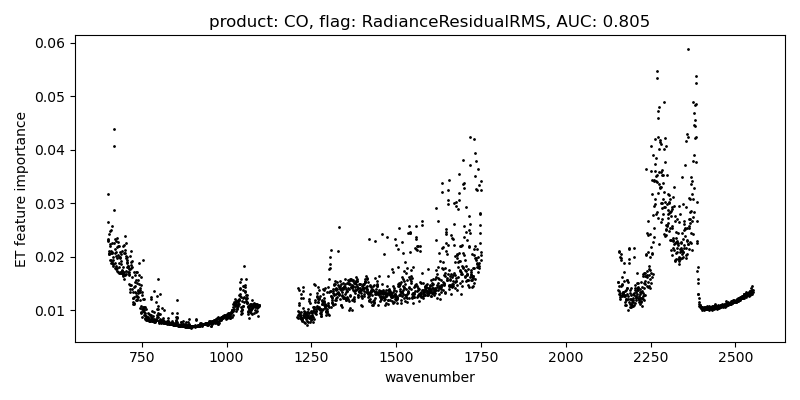 product: CO, flag: RadianceResidualRMS, AUC: 0.805
0.06
0.05
0.04
0.03
0.02
0.01
ET feature importance
750 1000 1250 1500 1750 2000 2250 2500
wavenumber